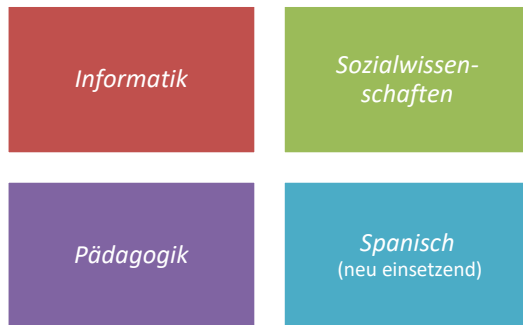 Informatik
Sozialwissen-
schaften
Pädagogik
Spanisch
(neu einsetzend)